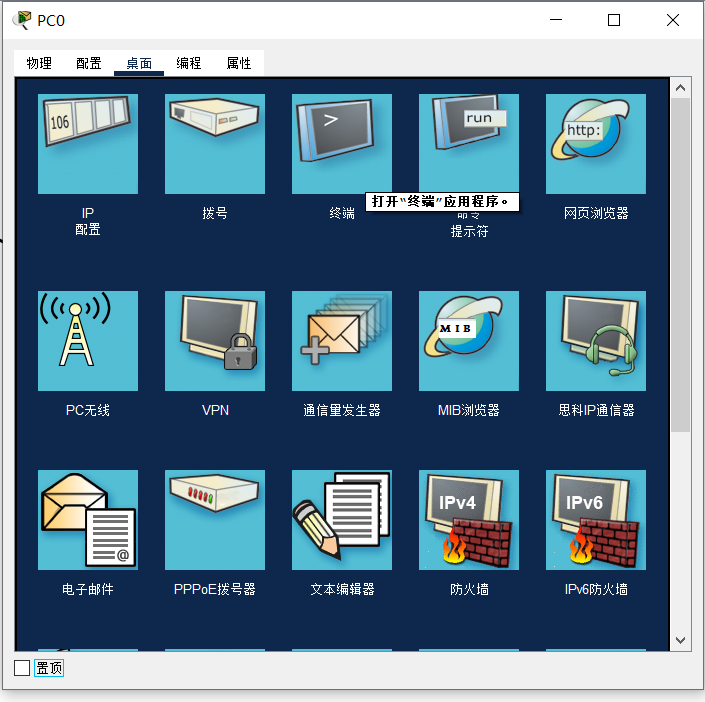 PC0
物理 配置 桌面 编程 属性
106
>
run
http:
打开“终端”应用程序。
IP
配置
拨号
终端
命令
提示符
网页浏览器
MIB
PC无线
VPN
通信量发生器
MIB浏览器
思科IP通信器
@
IPv4
IPv6
电子邮件
PPPoE拨号器
文本编辑器
防火墙
IPv6防火墙
置顶